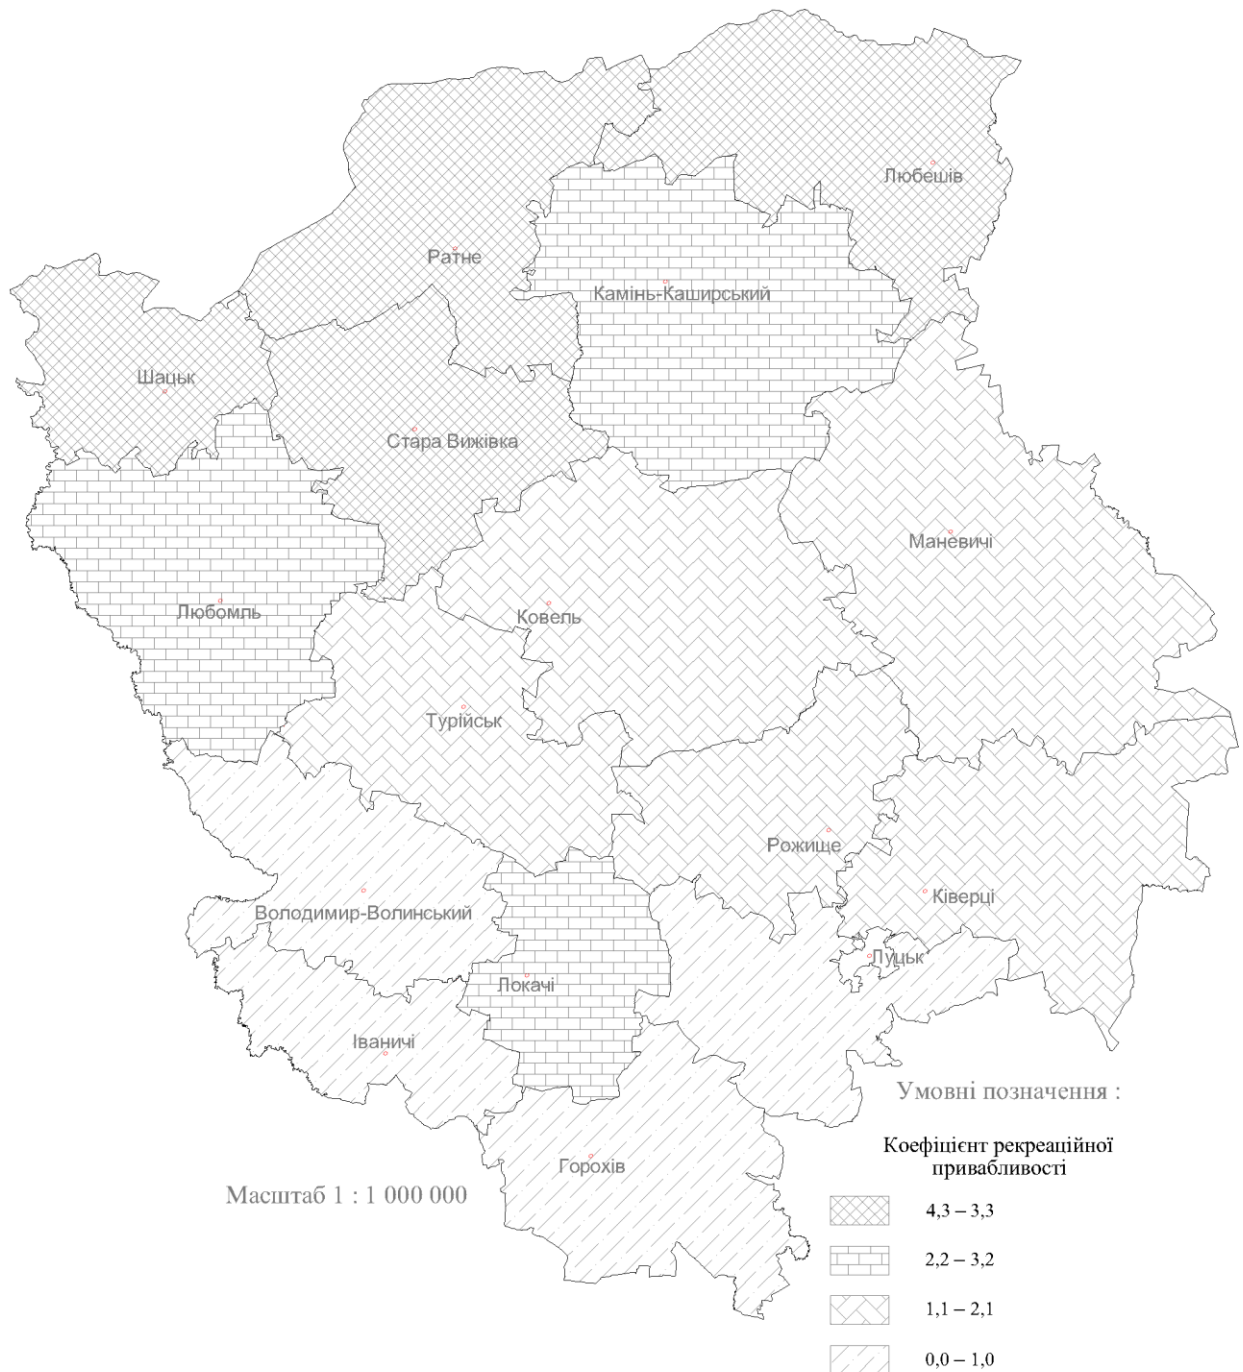 Любешів
Ратне
Камінь-Каширський
Шацьк
Стара Вижівка
Маневичі
Любомль
Ковель
Турійськ
Рожище
Ківерці
Володимир-Волинський
Луцьк
Локачі
Іваничі
Горохів
Масштаб 1 : 1 000 000
Умовні позначення :
Коефіцієнт рекреаційної
привабливості
4,3 – 3,3
2,2 – 3,2
1,1 – 2,1
0,0 – 1,0